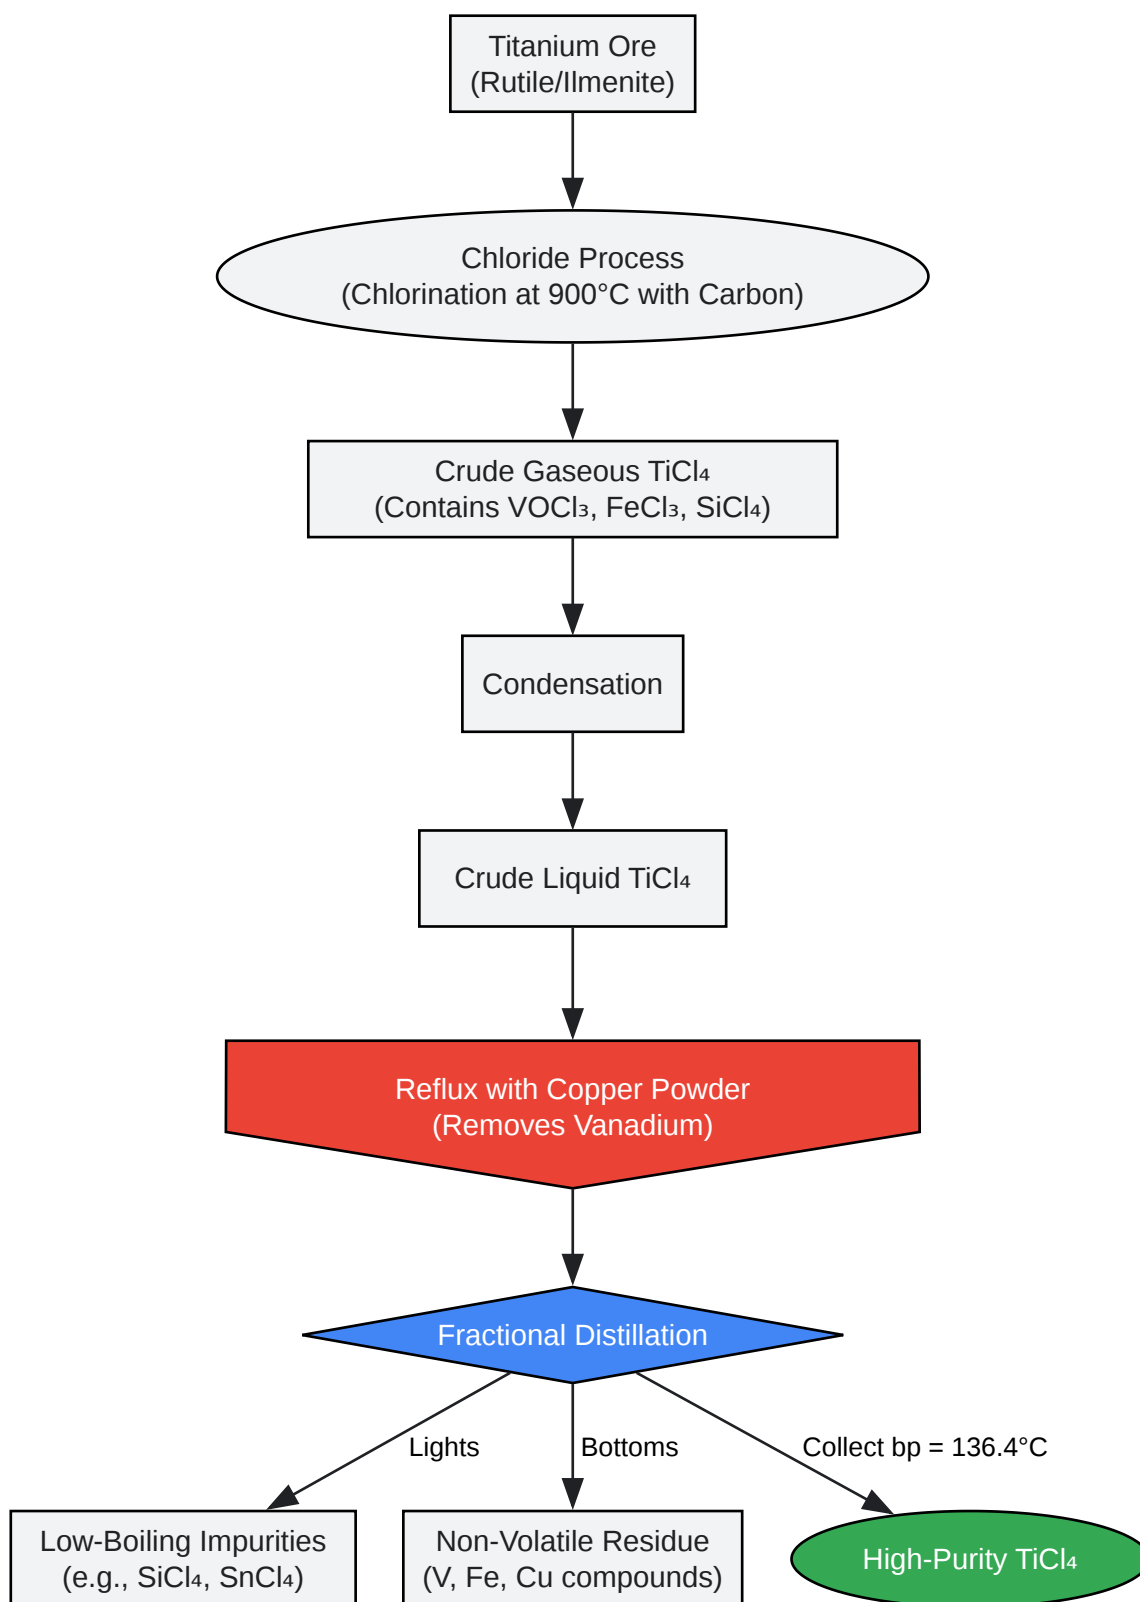 Titanium Ore
(Rutile/Ilmenite)
Chloride Process
(Chlorination at 900°C with Carbon)
Crude Gaseous TiCl₄
(Contains VOCl₃, FeCl₃, SiCl₄)
Condensation
Crude Liquid TiCl₄
Reflux with Copper Powder
(Removes Vanadium)
Fractional Distillation
Lights
Bottoms
Collect bp = 136.4°C
Low-Boiling Impurities
(e.g., SiCl₄, SnCl₄)
Non-Volatile Residue
(V, Fe, Cu compounds)
High-Purity TiCl₄